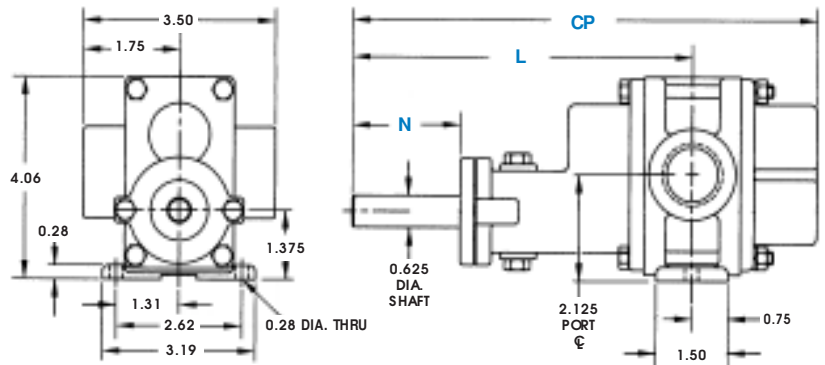 3.50
1.75
4.06
0.28
1.375
1.31
2.62
0.28 DIA. THRU
3.19
CP
L
N
0.625
DIA.
SHAFT
2.125
PORT
℄
0.75
1.50